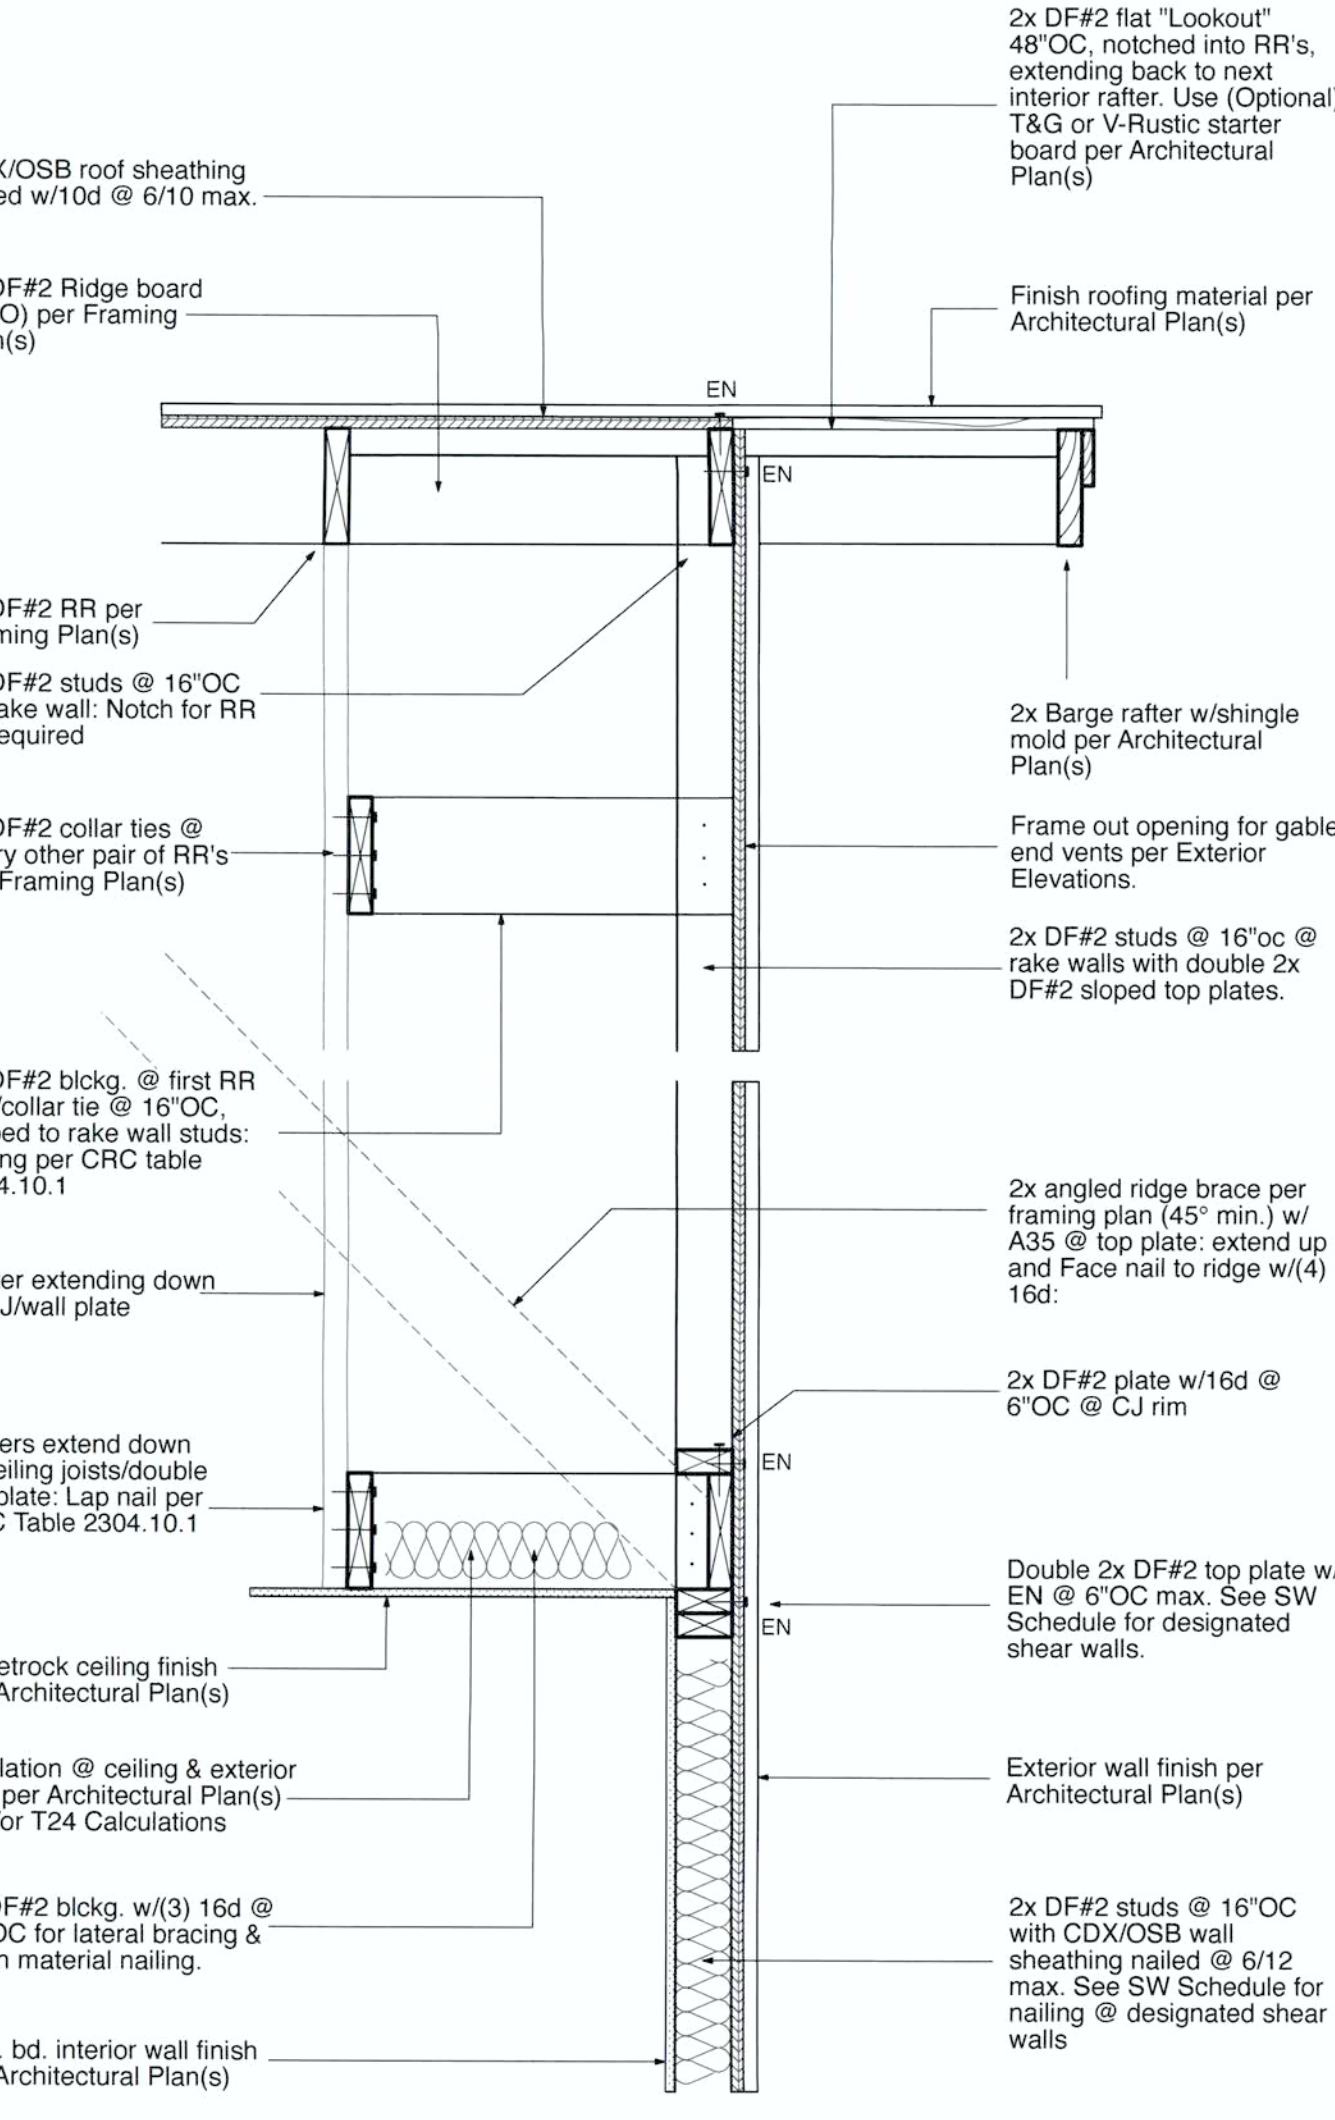 2x DF#2 flat "Lookout"
48"OC, notched into RR's,
extending back to next
interior rafter. Use (Optional)
T&G or V-Rustic starter
board per Architectural
Plan(s)
X/OSB roof sheathing
ed w/10d @ 6/10 max.
DF#2 Ridge board
O) per Framing
n(s)
Finish roofing material per
Architectural Plan(s)
EN
EN
DF#2 RR per
ming Plan(s)
DF#2 studs @ 16"OC
ake wall: Notch for RR
equired
2x Barge rafter w/shingle
mold per Architectural
Plan(s)
DF#2 collar ties @
ry other pair of RR's
Framing Plan(s)
Frame out opening for gable
end vents per Exterior
Elevations.
2x DF#2 studs @ 16"oc @
rake walls with double 2x
DF#2 sloped top plates.
DF#2 blckg. @ first RR
/collar tie @ 16"OC,
ped to rake wall studs:
ng per CRC table
4.10.1
2x angled ridge brace per
framing plan (45° min.) w/
A35 @ top plate: extend up
and Face nail to ridge w/(4)
16d:
er extending down
J/wall plate
2x DF#2 plate w/16d @
6"OC @ CJ rim
ers extend down
eiling joists/double
plate: Lap nail per
C Table 2304.10.1
EN
Double 2x DF#2 top plate w/
EN @ 6"OC max. See SW
Schedule for designated
shear walls.
EN
etrock ceiling finish
Architectural Plan(s)
lation @ ceiling & exterior
per Architectural Plan(s)
or T24 Calculations
Exterior wall finish per
Architectural Plan(s)
DF#2 blckg. w/(3) 16d @
OC for lateral bracing &
h material nailing.
2x DF#2 studs @ 16"OC
with CDX/OSB wall
sheathing nailed @ 6/12
max. See SW Schedule for
nailing @ designated shear
walls
. bd. interior wall finish
Architectural Plan(s)